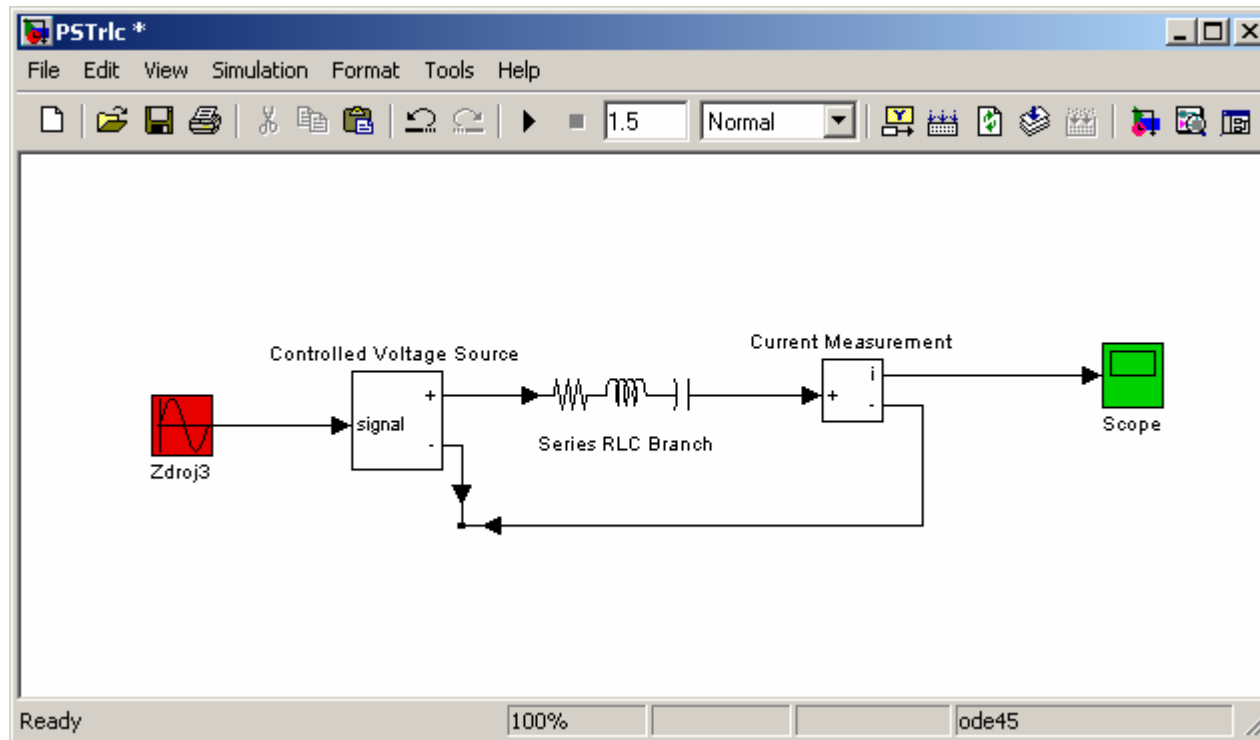 PSTrlc *
File Edit View Simulation Format Tools Help
1.5 Normal
Current Measurement
Controlled Voltage Source
+ i
signal + -
-
Scope
Series RLC Branch
Zdroj3
Ready 100% ode45